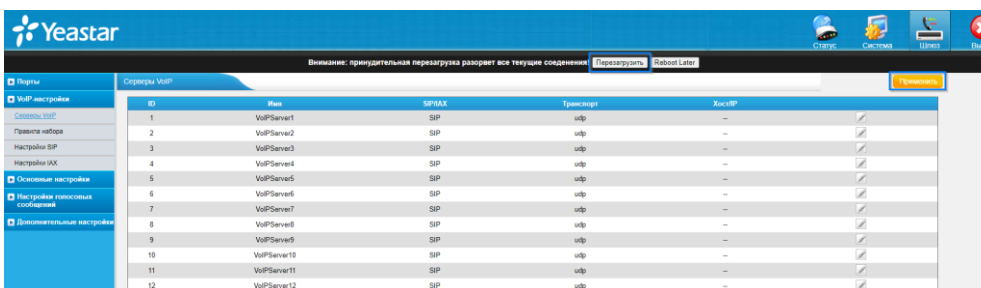 Yeastar
Статус Система Шлюз
Внимание: принудительная перезагрузка разорвет все текущие соеденения! Перезагрузить Reboot Later
Порты
VoIP-настройки
Серверы VoIP
Правила набора
Настройки SIP
Настройки IAX
Основные настройки
Настройки голосовых
сообщений
Дополнительные настройки
Серверы VoIP Применить
ID Имя SIP/IAX Транспорт Хост/IP
1 VoIPServer1 SIP udp --
2 VoIPServer2 SIP udp --
3 VoIPServer3 SIP udp --
4 VoIPServer4 SIP udp --
5 VoIPServer5 SIP udp --
6 VoIPServer6 SIP udp --
7 VoIPServer7 SIP udp --
8 VoIPServer8 SIP udp --
9 VoIPServer9 SIP udp --
10 VoIPServer10 SIP udp --
11 VoIPServer11 SIP udp --
12 VoIPServer12 SIP udp --